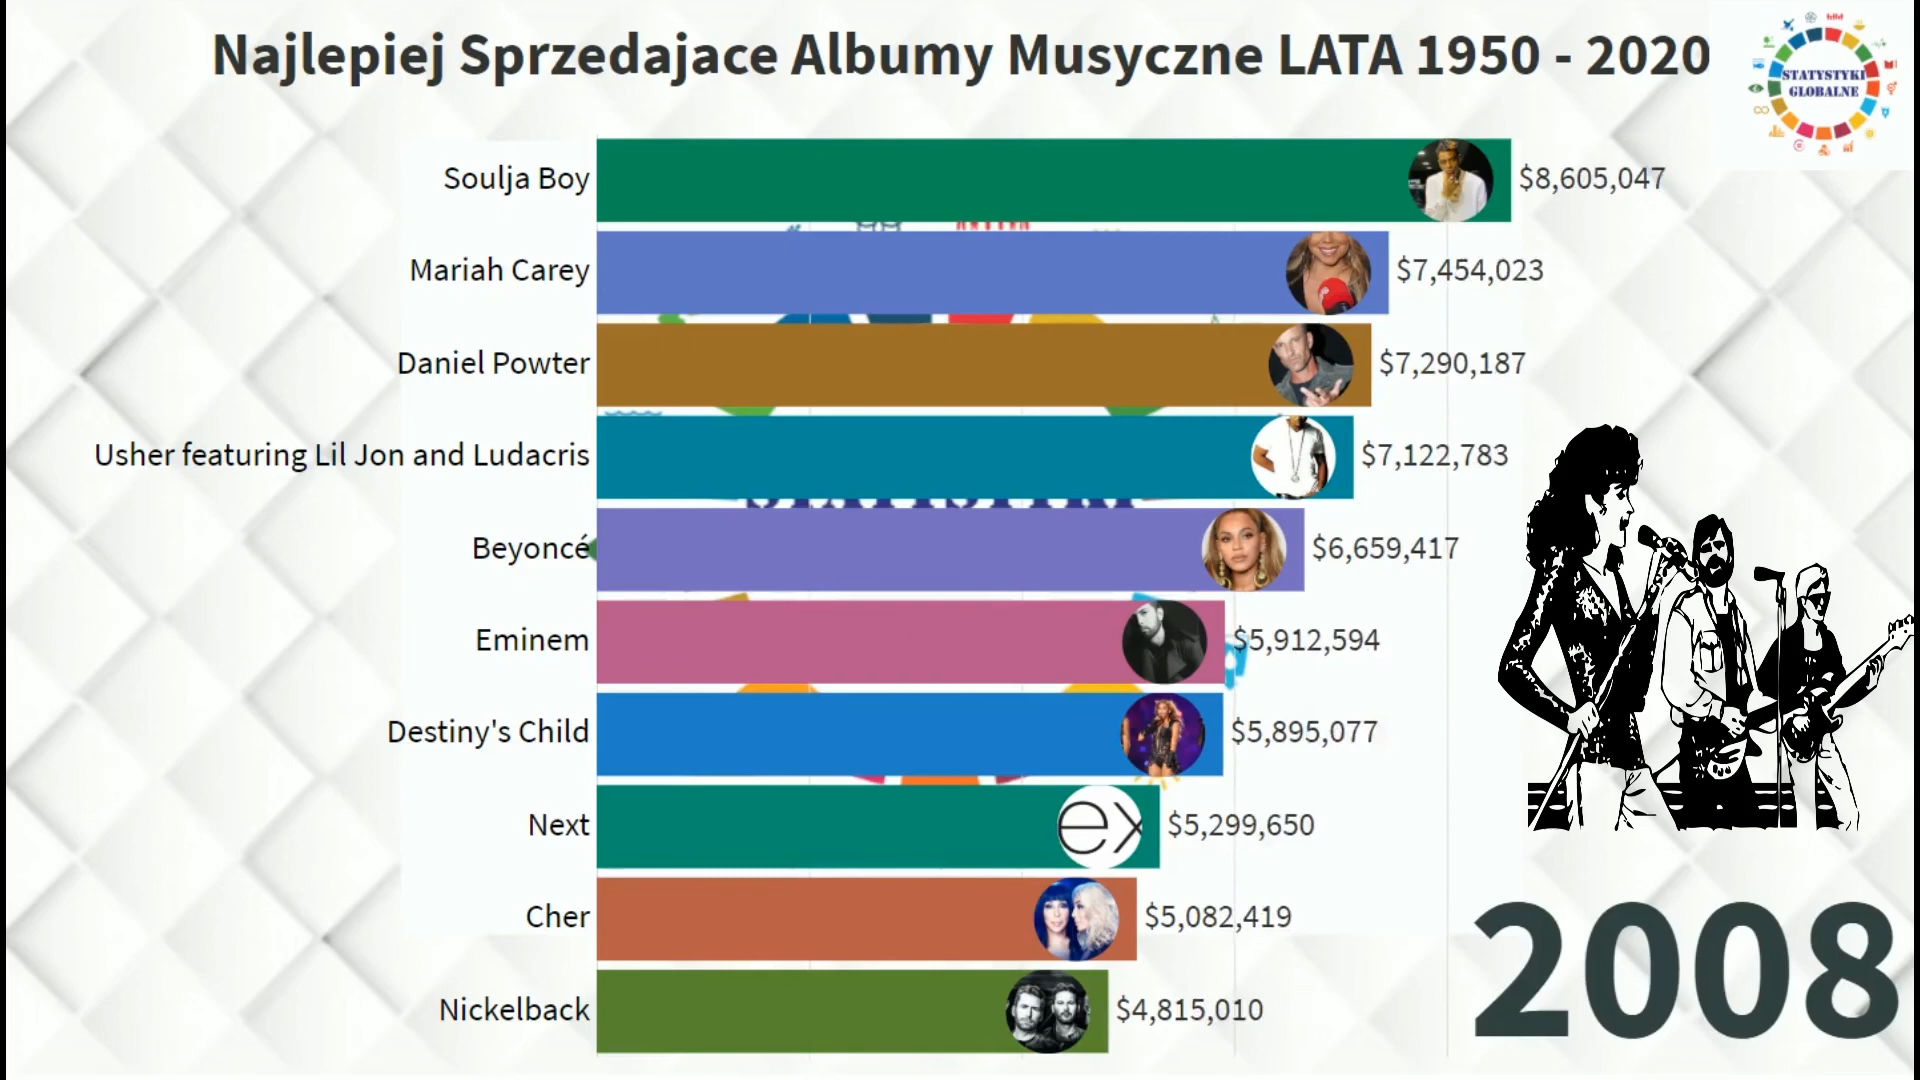 Najlepiej Sprzedajace Albumy Musyczne LATA 1950 - 2020
STATYSTYKI
GLOBALNE
Soulja Boy $8,605,047
Mariah Carey $7,454,023
Daniel Powter $7,290,187
Usher featuring Lil Jon and Ludacris $7,122,783
Beyoncé $6,659,417
Eminem $5,912,594
Destiny's Child $5,895,077
Next ex $5,299,650
Cher $5,082,419
Nickelback $4,815,010
2008